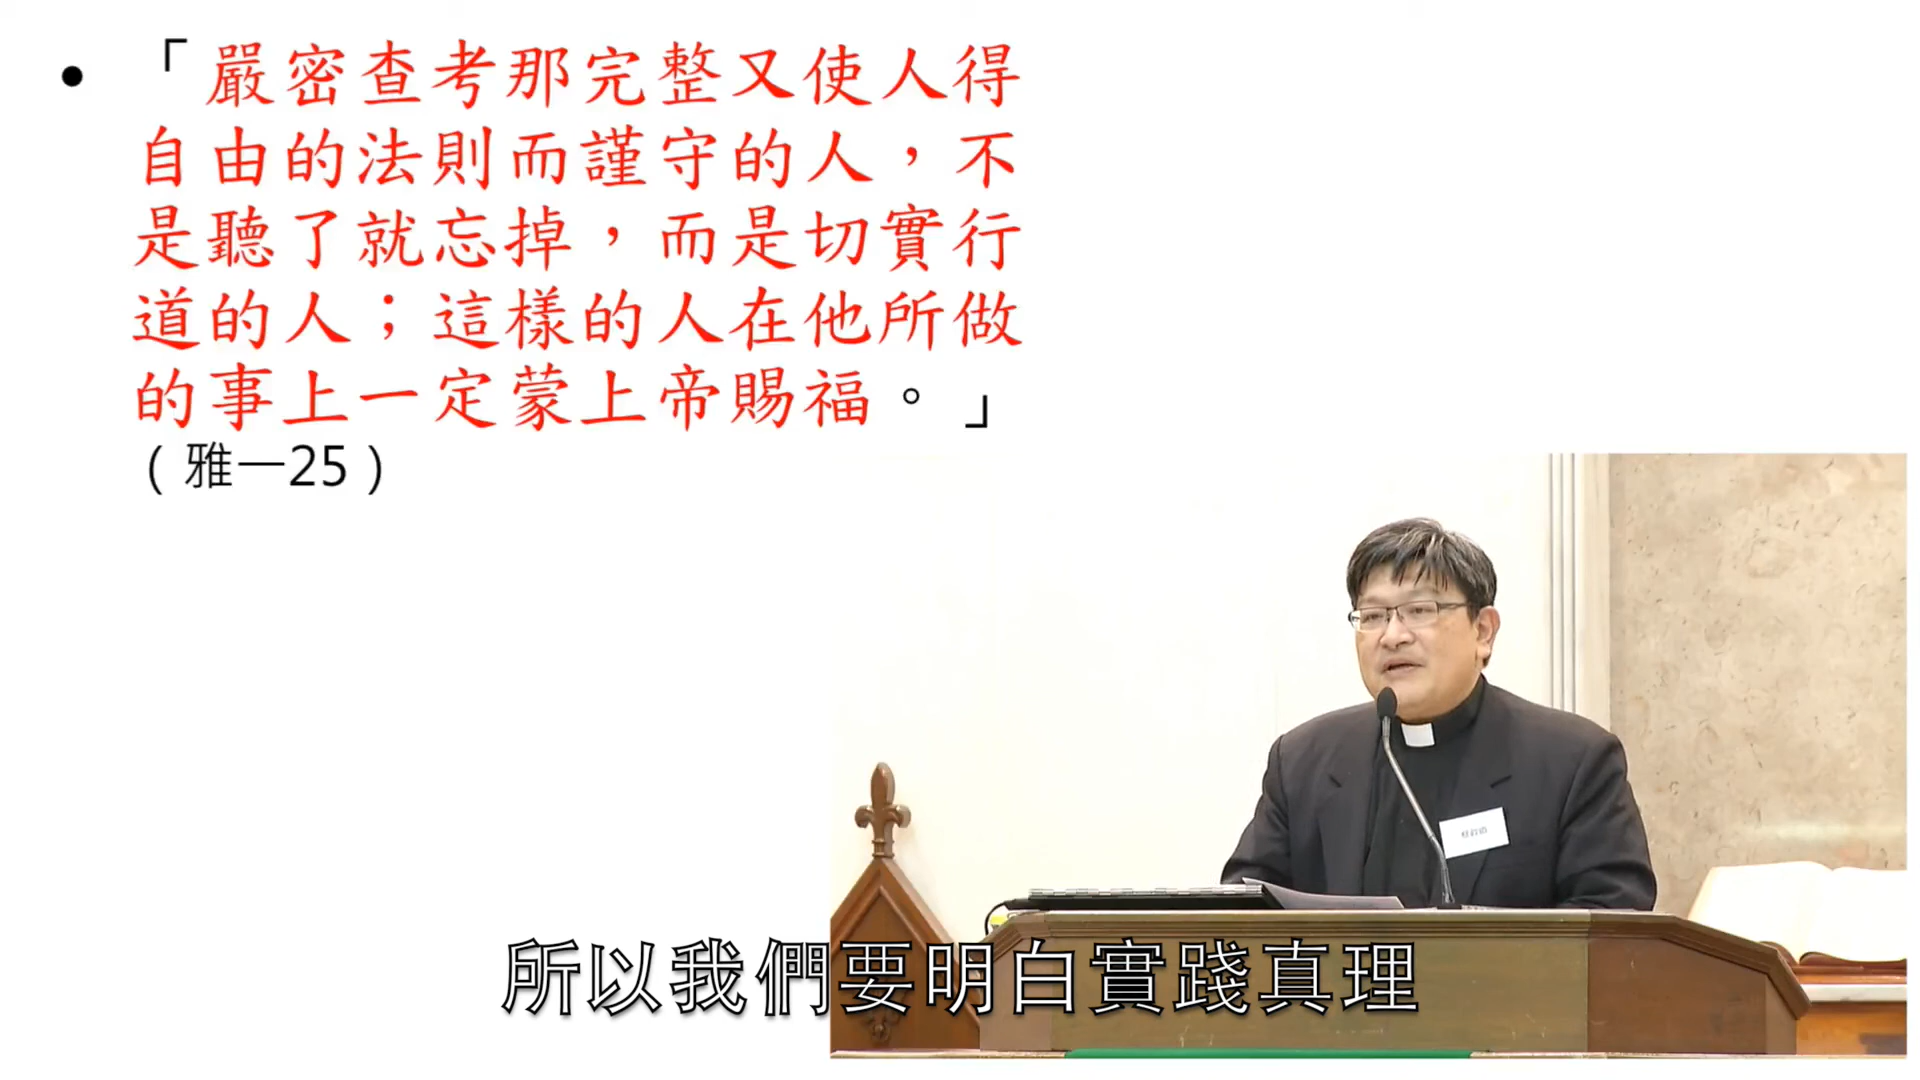 • 「嚴密查考那完整又使人得
自由的法則而謹守的人，不
是聽了就忘掉，而是切實行
道的人；這樣的人在他所做
的事上一定蒙上帝賜福。」
（雅一25）
所以我們要明白實踐真理